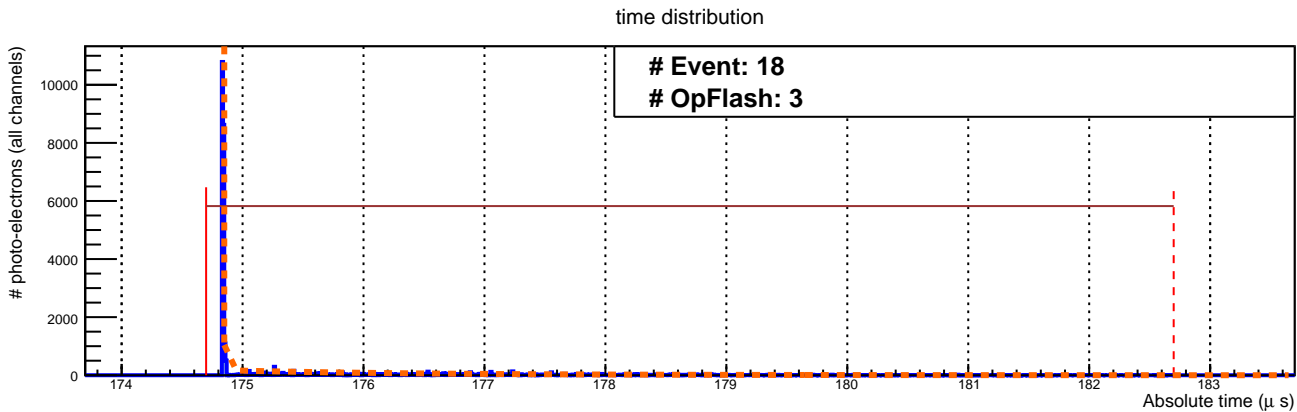 time distribution
# Event: 18
# OpFlash: 3
# photo-electrons (all channels)
10000
8000
6000
4000
2000
0
174 175 176 177 178 179 180 181 182 183
Absolute time (μ s)